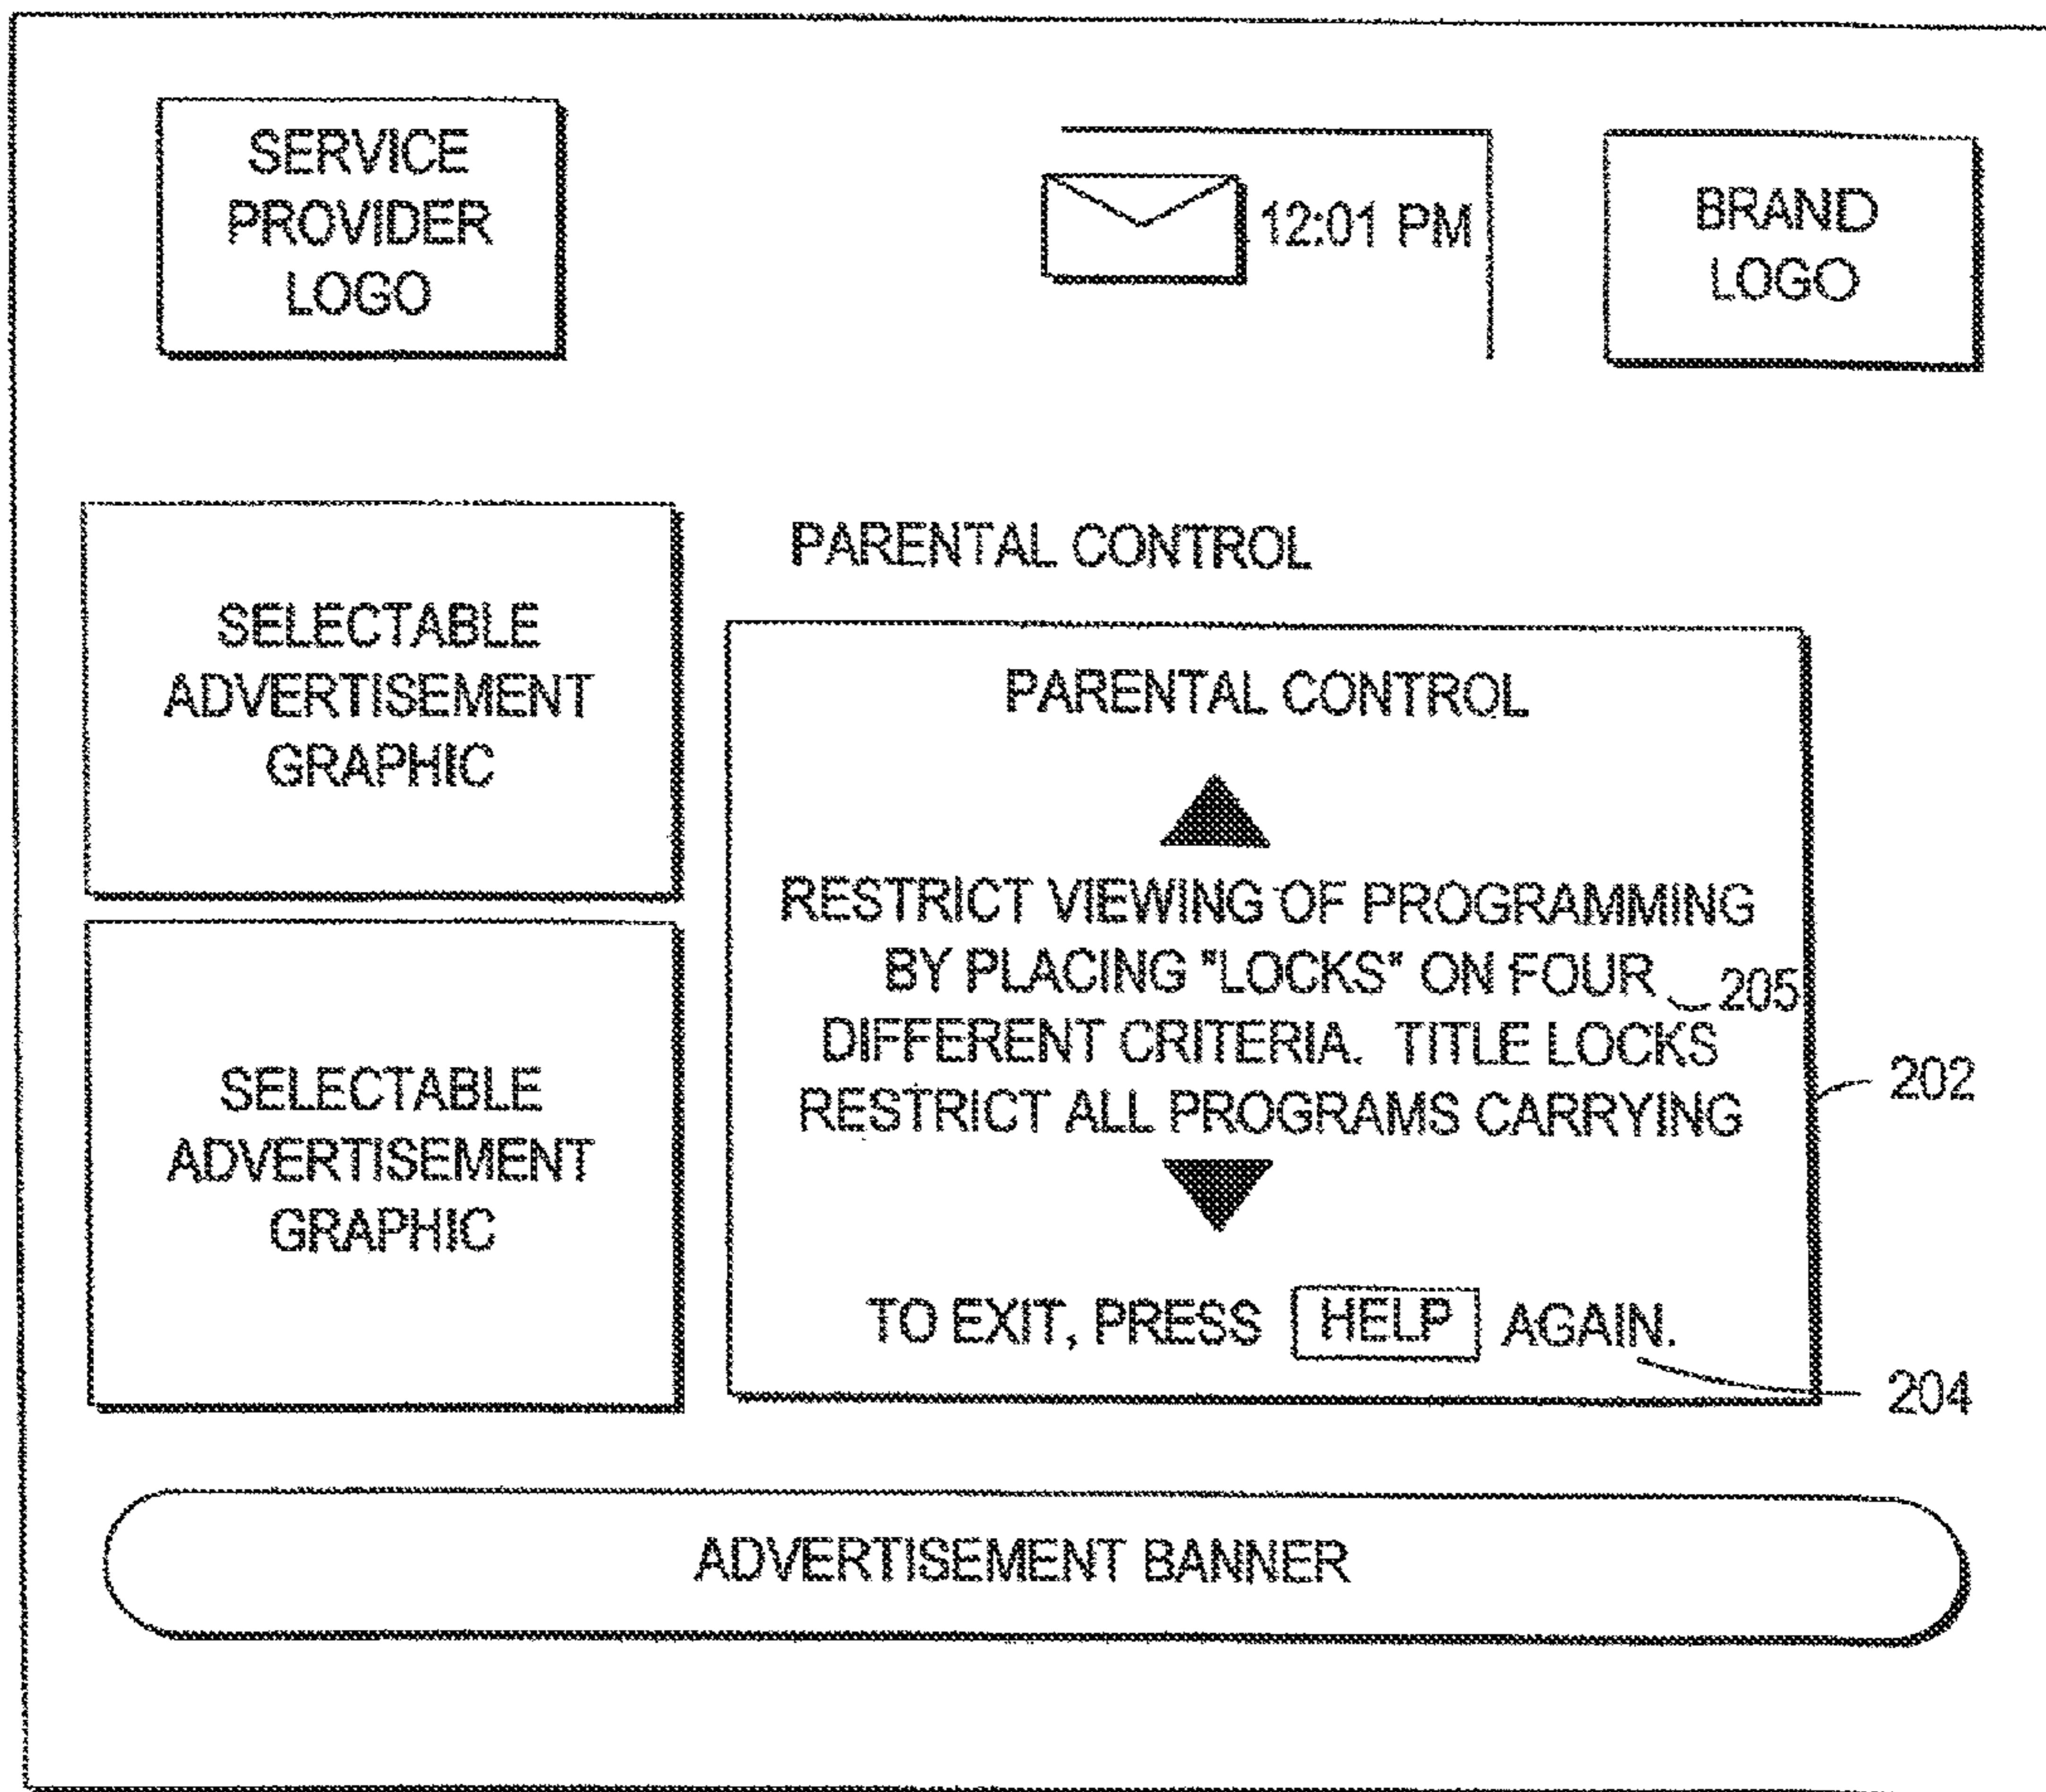 SERVICE
PROVIDER
LOGO
12:01 PM
BRAND
LOGO
SELECTABLE
ADVERTISEMENT
GRAPHIC
SELECTABLE
ADVERTISEMENT
GRAPHIC
PARENTAL CONTROL
PARENTAL CONTROL
RESTRICT VIEWING OF PROGRAMMING
BY PLACING "LOCKS" ON FOUR
205
DIFFERENT CRITERIA. TITLE LOCKS
RESTRICT ALL PROGRAMS CARRYING
202
TO EXIT, PRESS HELP AGAIN.
204
ADVERTISEMENT BANNER